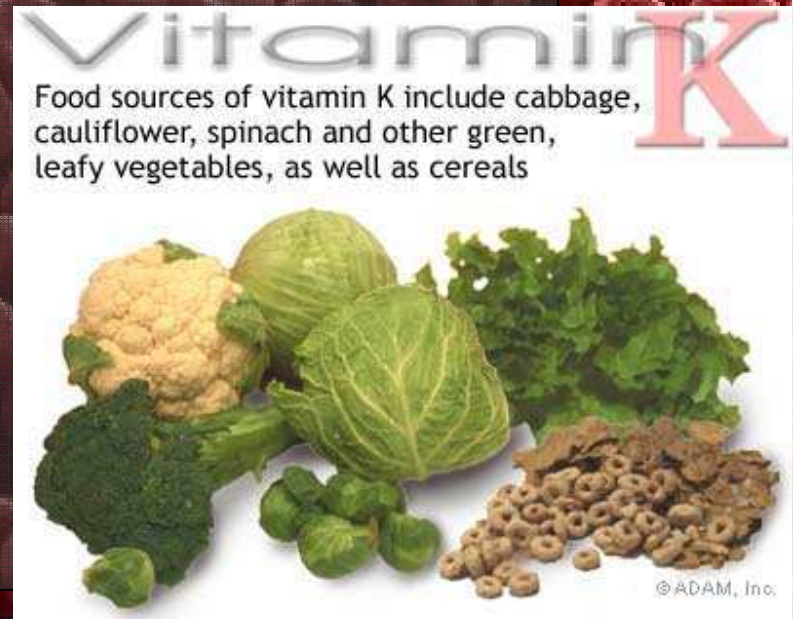 Vitamin K
Food sources of vitamin K include cabbage,
cauliflower, spinach and other green,
leafy vegetables, as well as cereals
©ADAM, Inc.